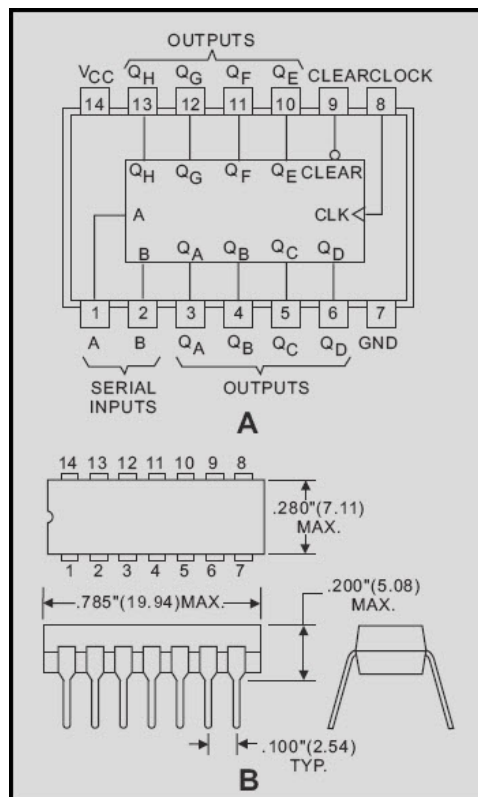 OUTPUTS
VCC QH QG QF QE CLEAR CLOCK
14 13 12 11 10 9 8
QH QG QF QE CLEAR
A CLK
B QA QB QC QD
1 2 3 4 5 6 7
A B QA QB QC QD GND
SERIAL INPUTS OUTPUTS
A
14 13 12 11 10 9 8
.280"(7.11)
MAX.
1 2 3 4 5 6 7
.785"(19.94)MAX.
.200"(5.08)
MAX.
.100"(2.54)
TYP.
B